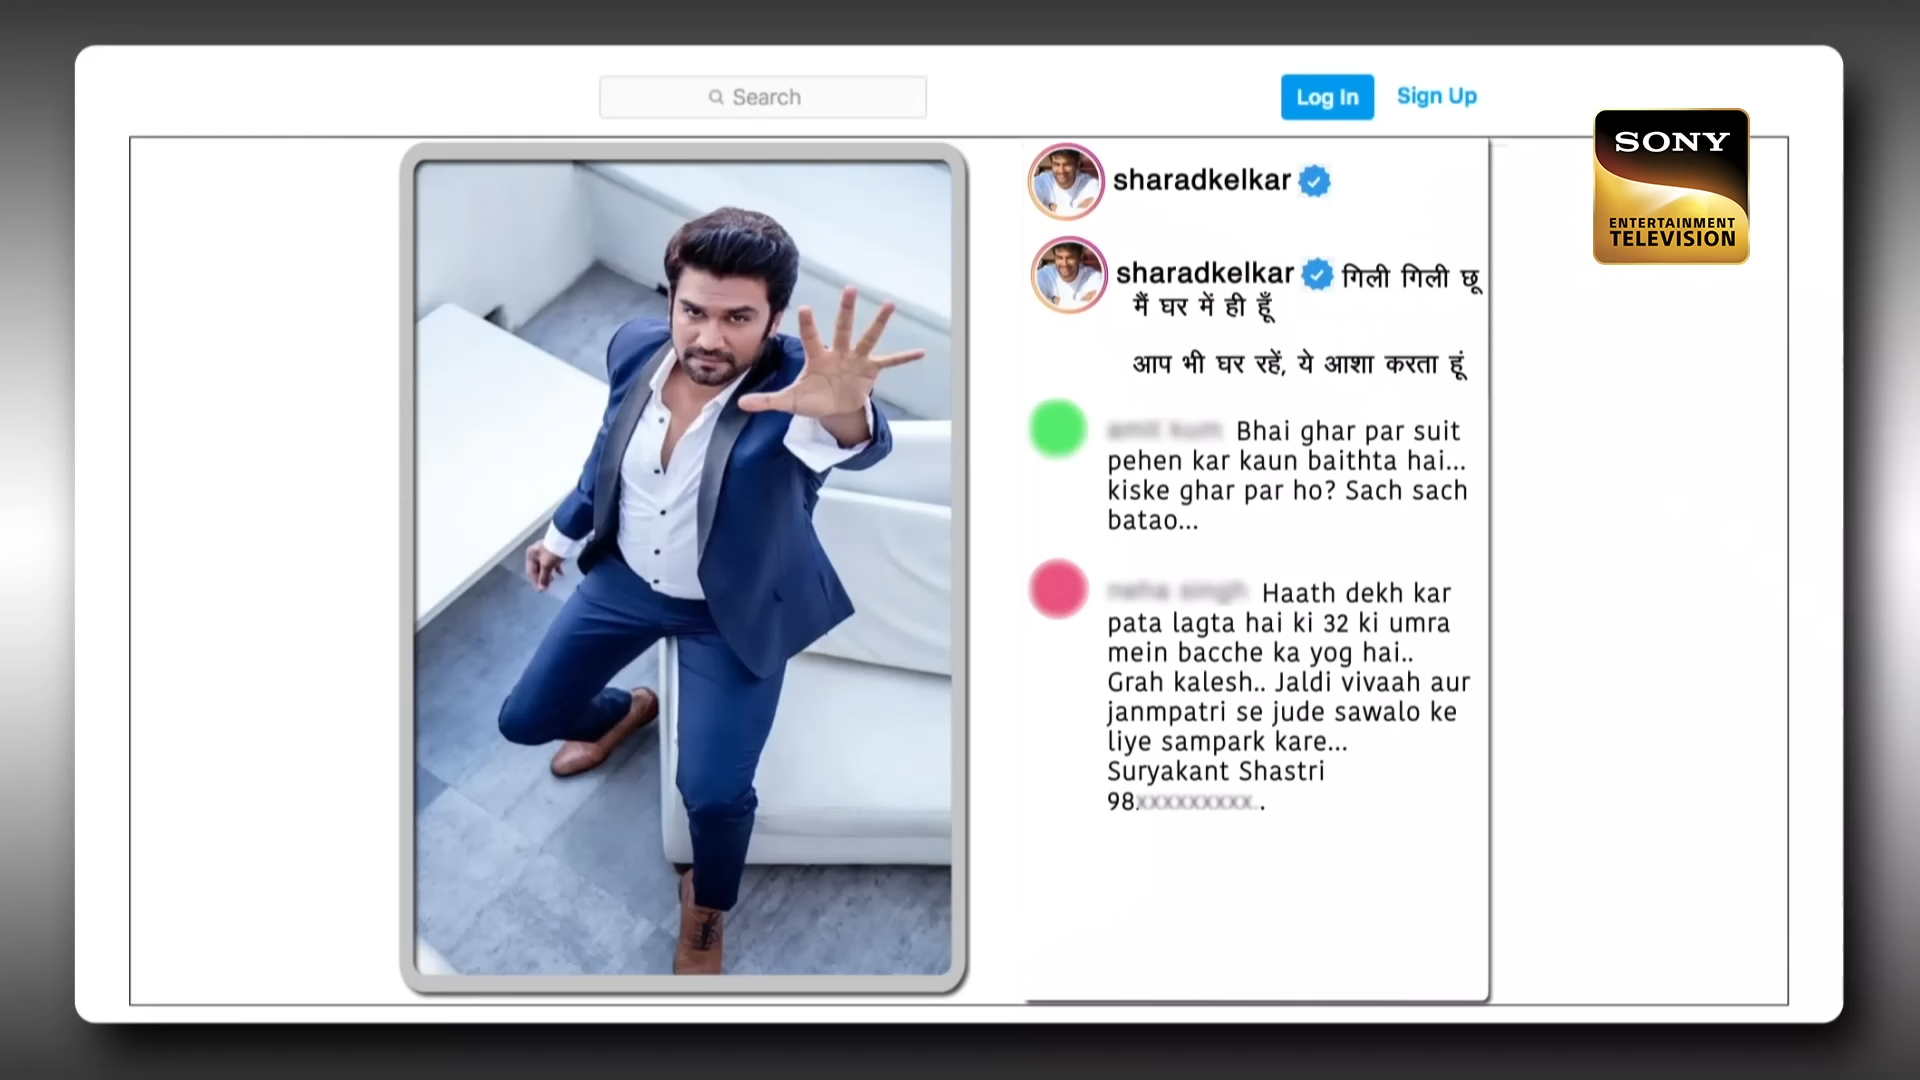 Search
Log In
Sign Up
SONY
ENTERTAINMENT
TELEVISION
sharadkelkar
sharadkelkar गिली गिली छू
मैं घर में ही हूँ
आप भी घर रहें, ये आशा करता हूं
Bhai ghar par suit
pehen kar kaun baithta hai...
kiske ghar par ho? Sach sach
batao...
Haath dekh kar
pata lagta hai ki 32 ki umra
mein bacche ka yog hai..
Grah kalesh.. Jaldi vivaah aur
janmpatri se jude sawalo ke
liye sampark kare...
Suryakant Shastri
98